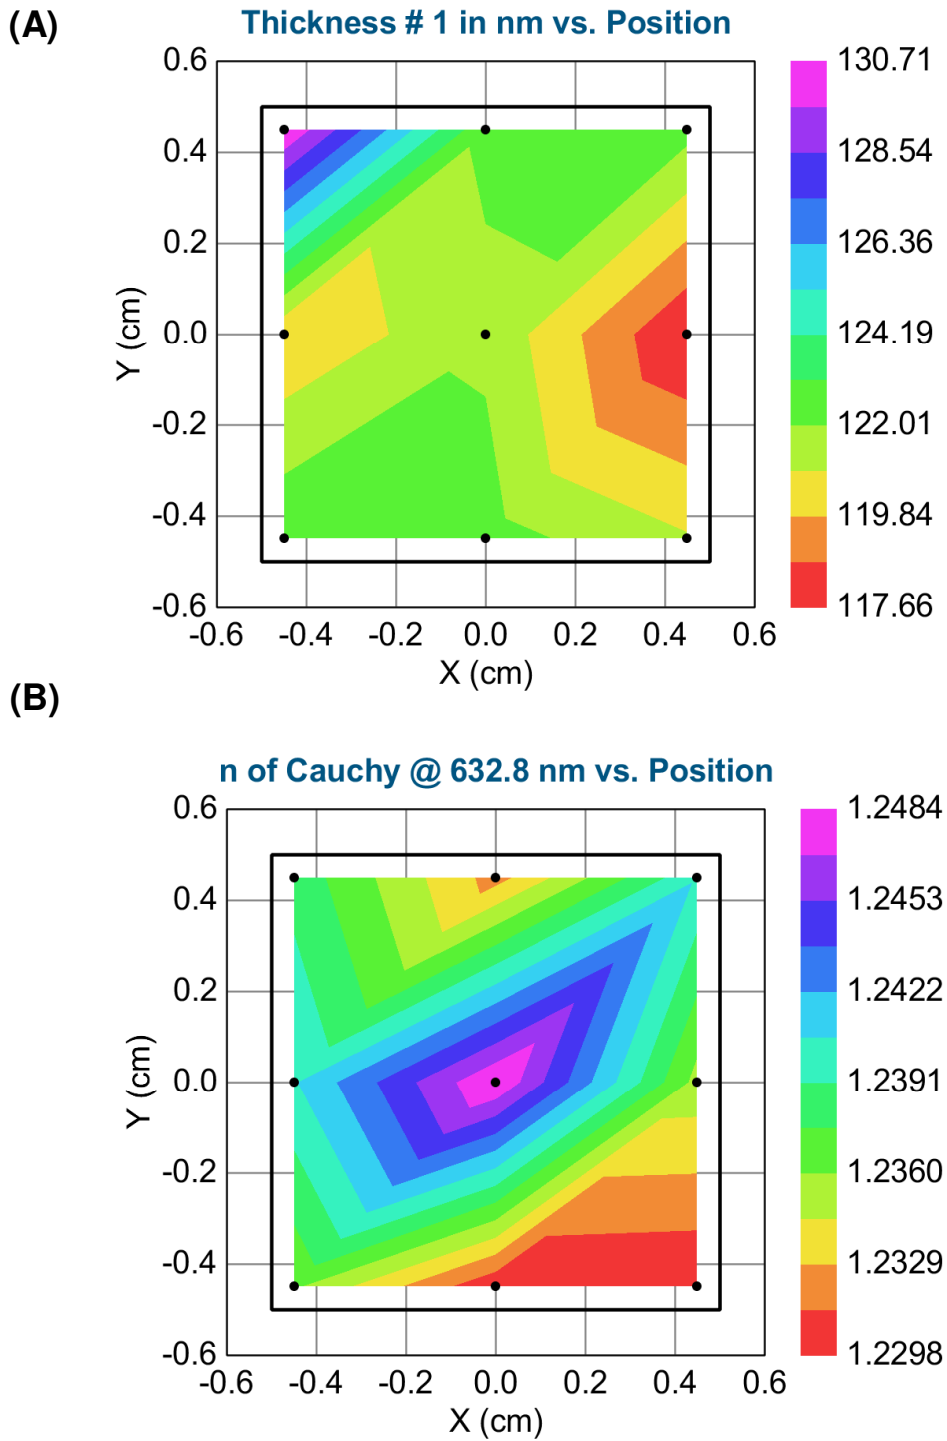 (A)
Thickness # 1 in nm vs. Position
0.6
0.4
0.2
0.0
-0.2
-0.4
-0.6
Y (cm)
-0.6 -0.4 -0.2 0.0 0.2 0.4 0.6
X (cm)
130.71
128.54
126.36
124.19
122.01
119.84
117.66
(B)
n of Cauchy @ 632.8 nm vs. Position
0.6
0.4
0.2
0.0
-0.2
-0.4
-0.6
Y (cm)
-0.6 -0.4 -0.2 0.0 0.2 0.4 0.6
X (cm)
1.2484
1.2453
1.2422
1.2391
1.2360
1.2329
1.2298